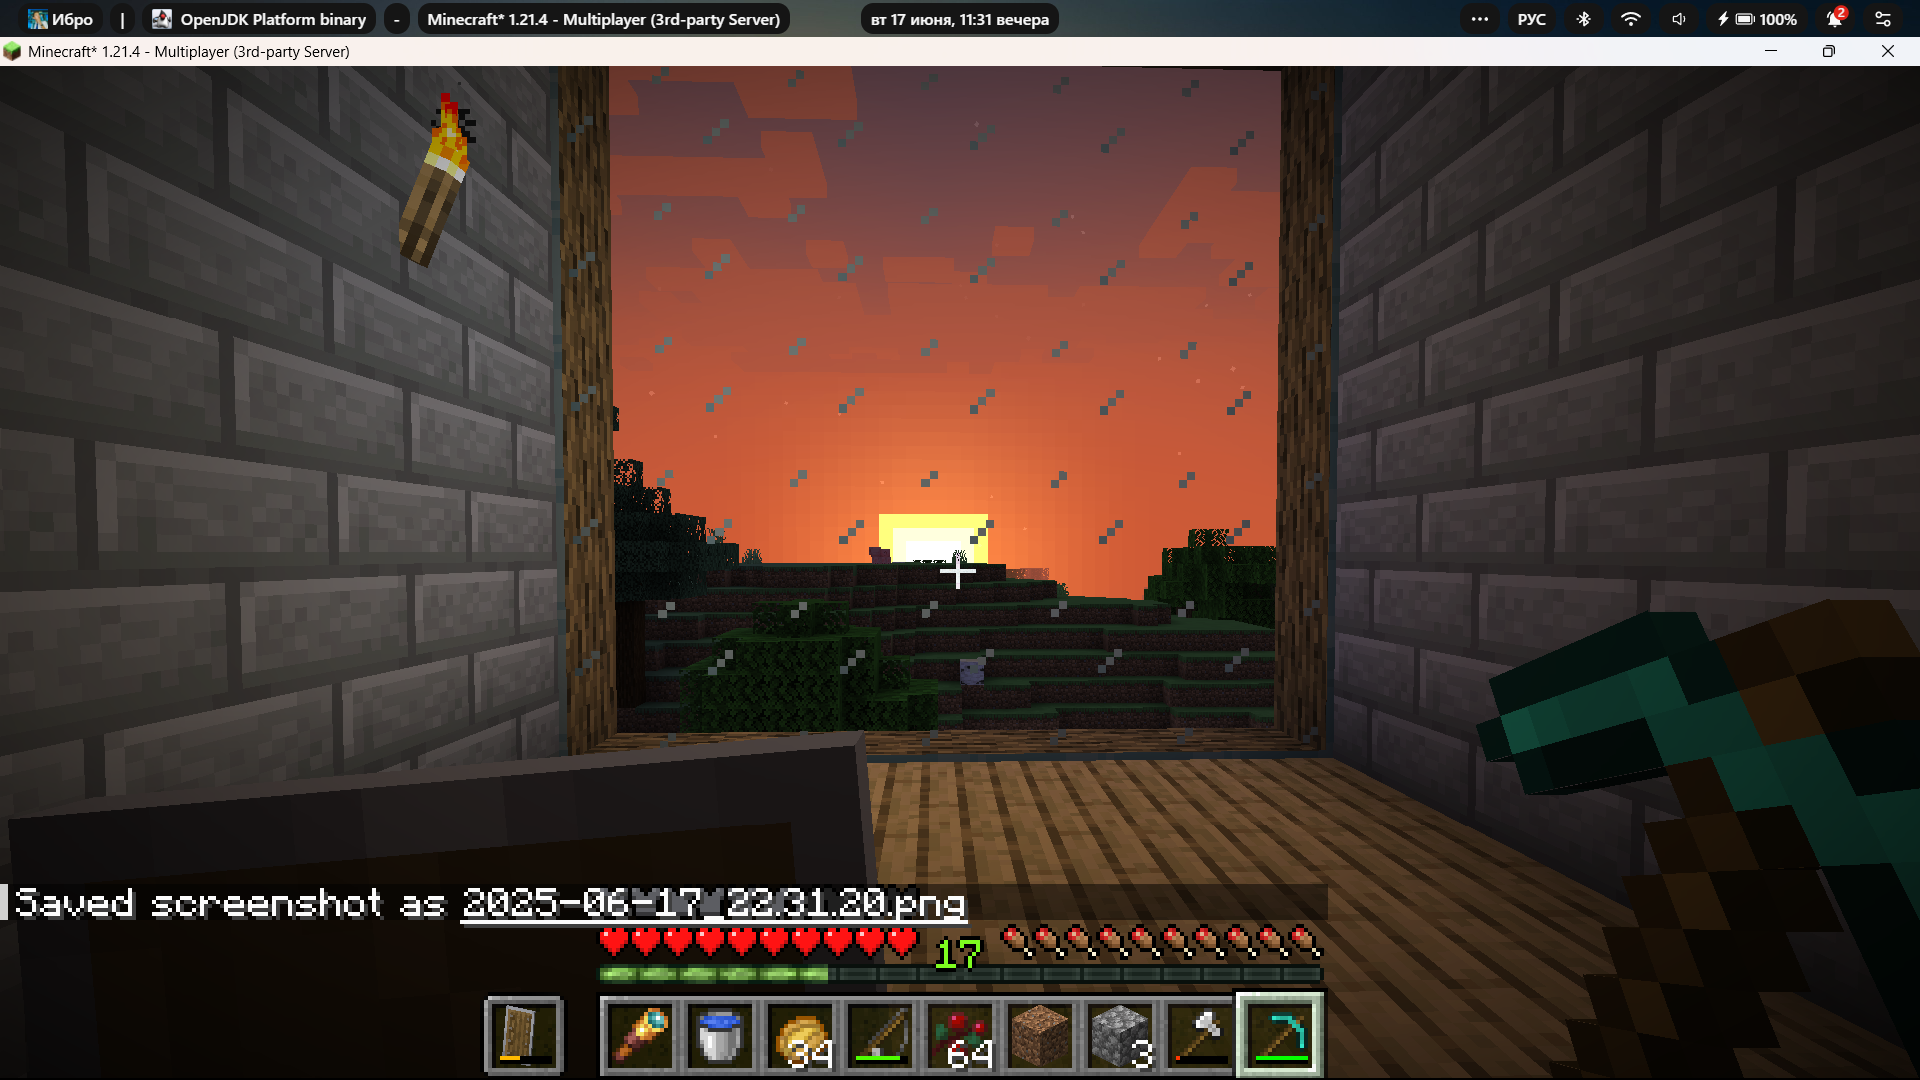 Ибро | OpenJDK Platform binary - Minecraft* 1.21.4 - Multiplayer (3rd-party Server) вт 17 июня, 11:31 вечера ... РУС 100% 2
Minecraft* 1.21.4 - Multiplayer (3rd-party Server)
Saved screenshot as 2025-06-17_22.31.20.png
17
34 64 3